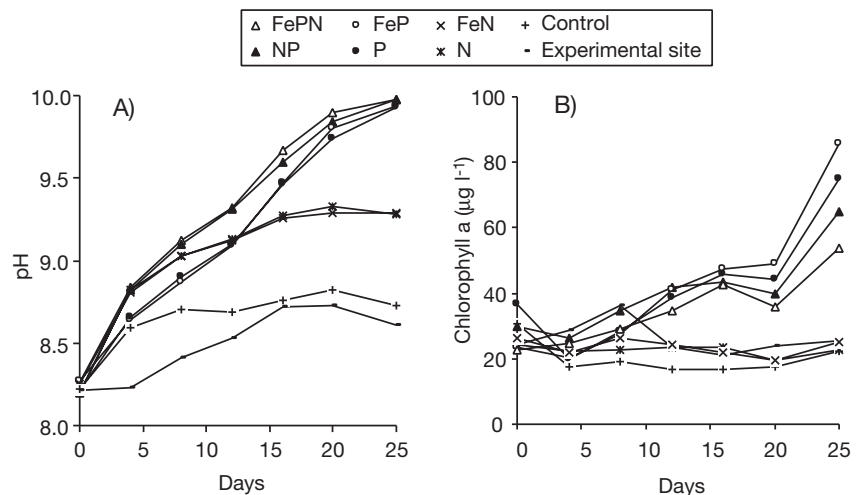 FePN FeP FeN Control
NP P N Experimental site
A)
10.0
9.5
9.0
8.5
8.0
pH
0 5 10 15 20 25
Days
B)
100
80
60
40
20
0
Chlorophyll a (μg l⁻¹)
0 5 10 15 20 25
Days